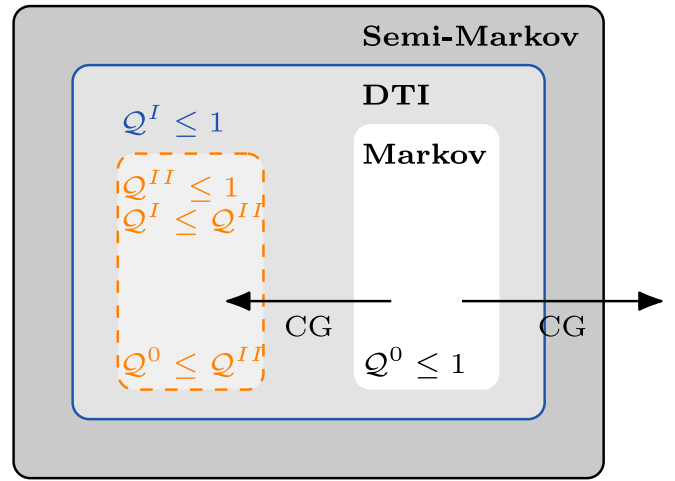 Semi-Markov
DTI
𝒬^I ≤ 1
Markov
𝒬^{II} ≤ 1
𝒬^I ≤ 𝒬^{II}
CG
CG
𝒬^0 ≤ 𝒬^{II}
𝒬^0 ≤ 1